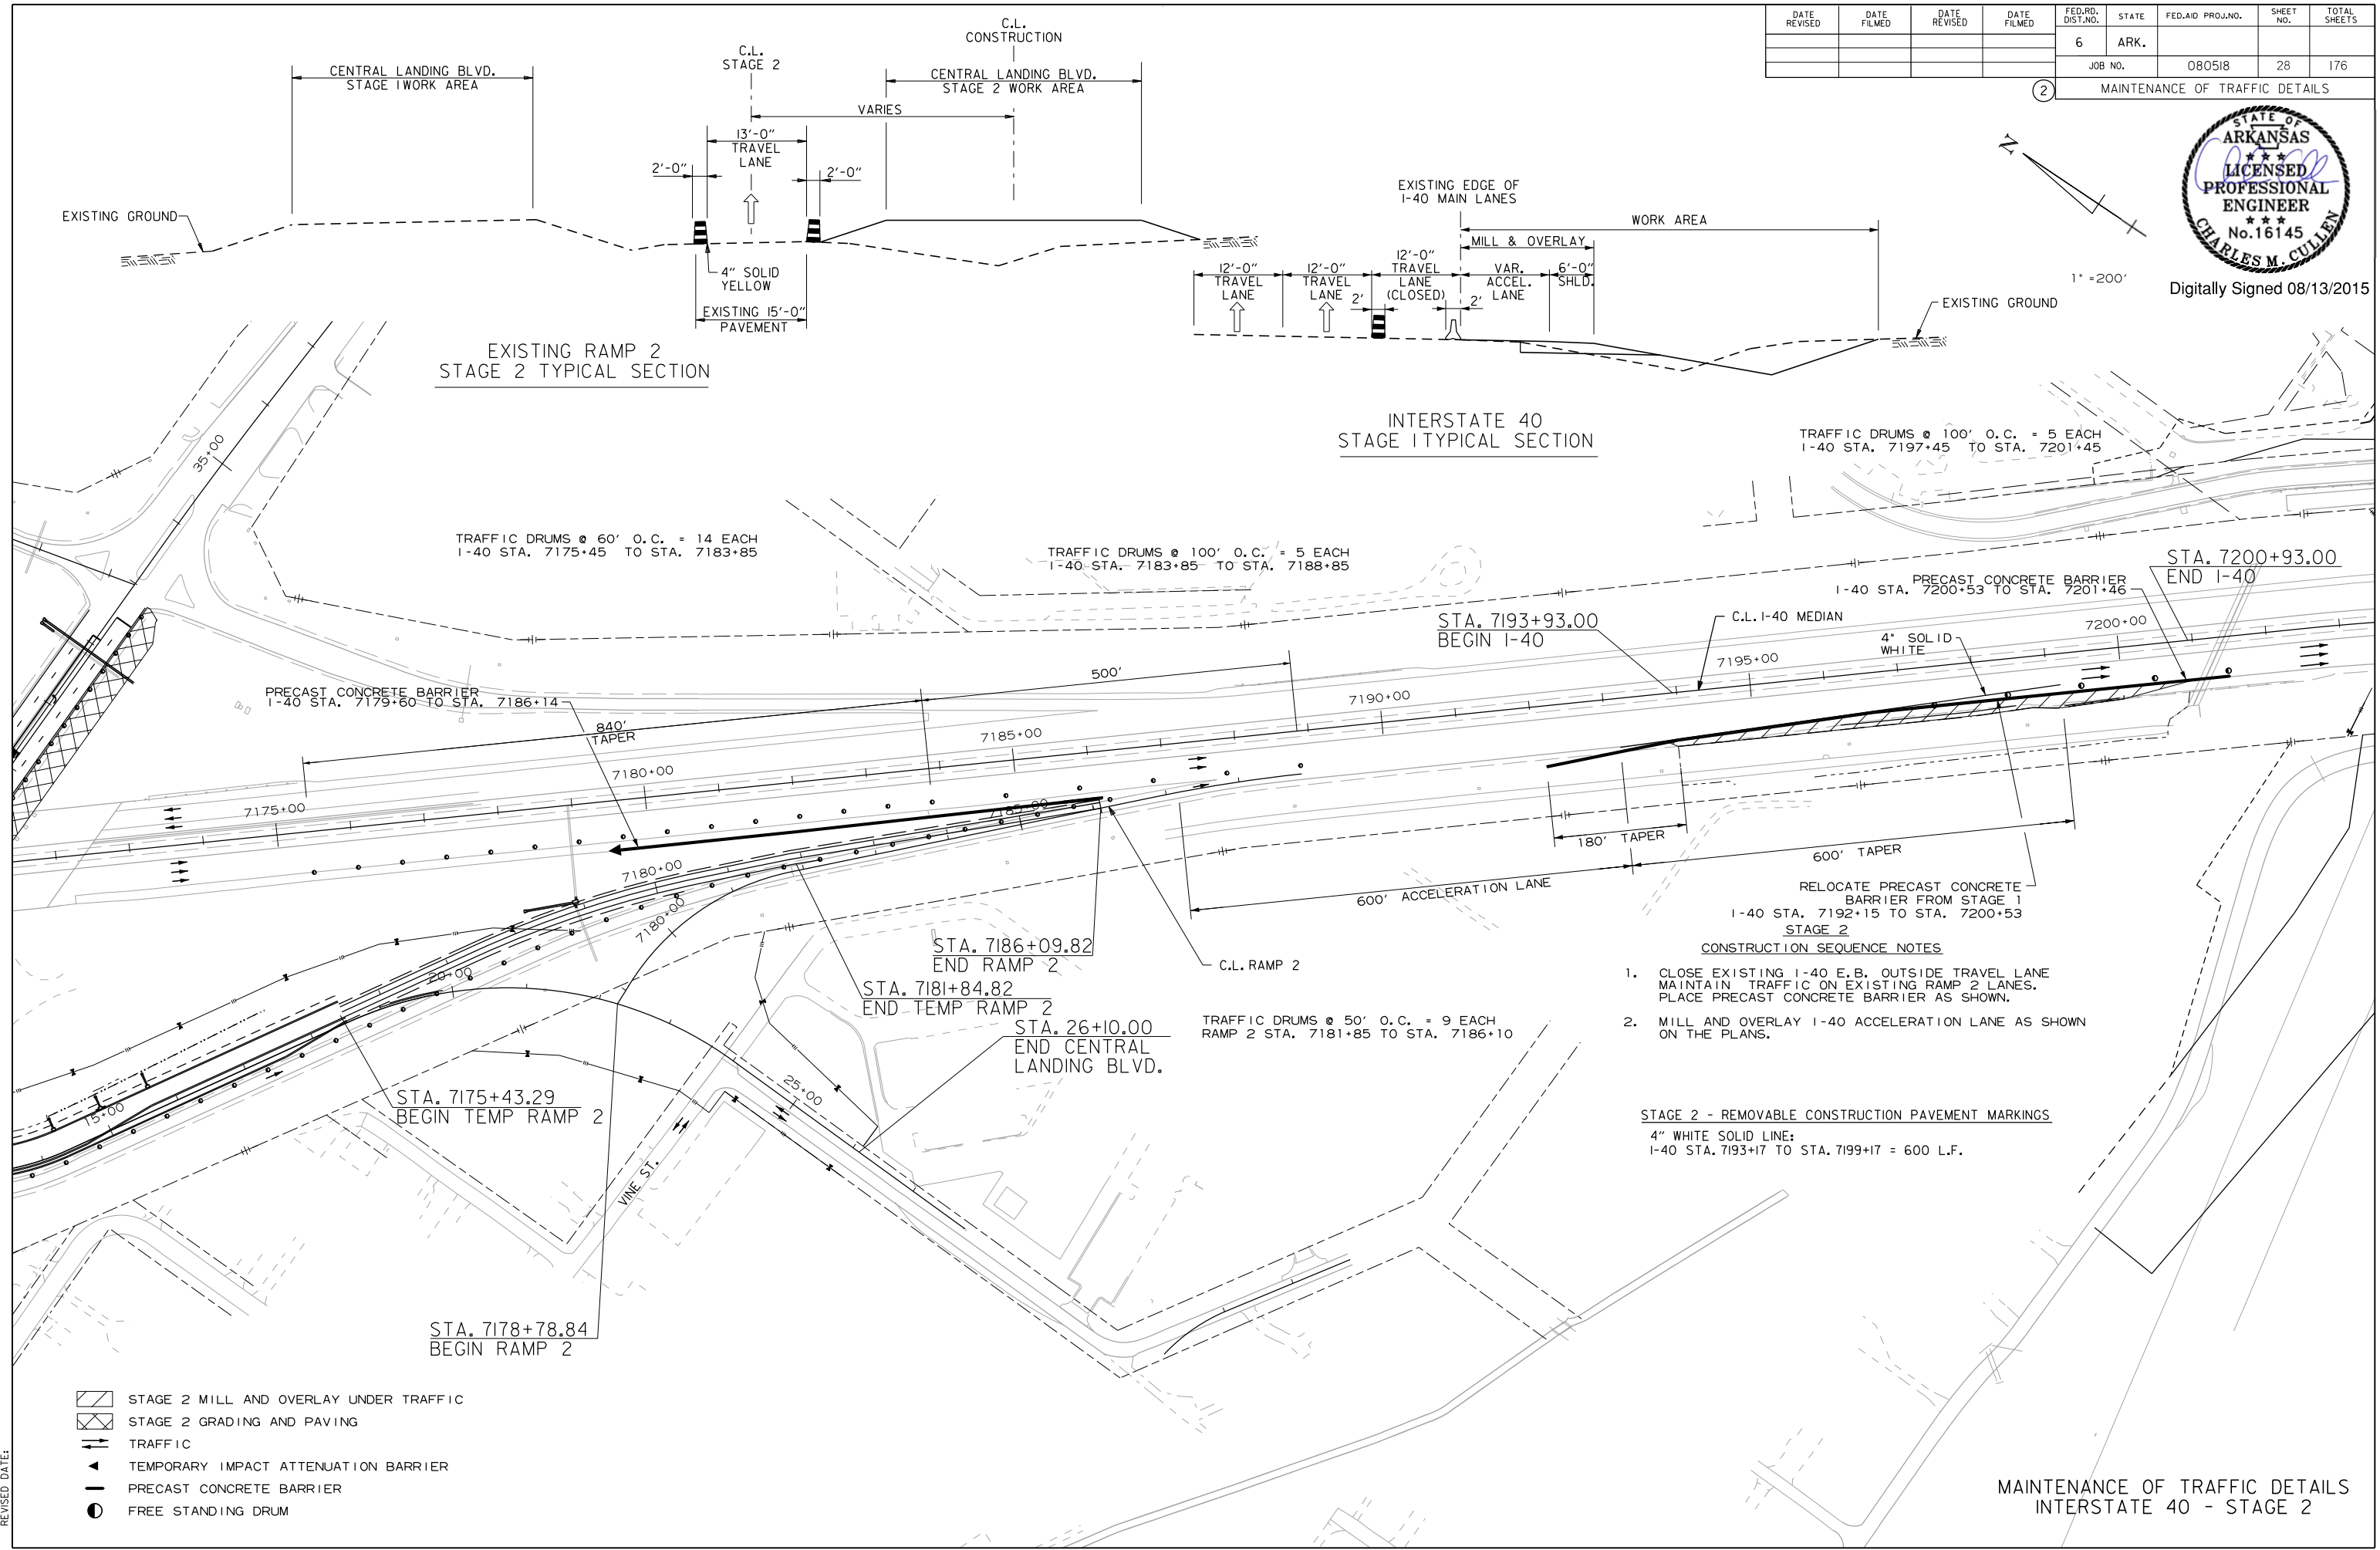 DATE REVISED
DATE FILMED
DATE REVISED
DATE FILMED
FED.RD. DIST.NO.
STATE
FED.AID PROJ.NO.
SHEET NO.
TOTAL SHEETS
6
ARK.
JOB NO.
080518
28
176
2
MAINTENANCE OF TRAFFIC DETAILS
STATE OF
ARKANSAS
LICENSED
PROFESSIONAL
ENGINEER
No.16145
CHARLES M. CULLEN
Digitally Signed 08/13/2015
N
1" =200'
C.L.
CONSTRUCTION
C.L.
STAGE 2
CENTRAL LANDING BLVD.
STAGE 1 WORK AREA
CENTRAL LANDING BLVD.
STAGE 2 WORK AREA
VARIES
13'-0"
TRAVEL
LANE
2'-0"
2'-0"
EXISTING GROUND
4" SOLID
YELLOW
EXISTING 15'-0"
PAVEMENT
EXISTING RAMP 2
STAGE 2 TYPICAL SECTION
EXISTING EDGE OF
I-40 MAIN LANES
WORK AREA
MILL & OVERLAY
12'-0"
TRAVEL
LANE
12'-0"
TRAVEL
LANE
12'-0"
TRAVEL
LANE
(CLOSED)
VAR.
ACCEL.
LANE
6'-0"
SHLD.
2'
2'
EXISTING GROUND
INTERSTATE 40
STAGE 1 TYPICAL SECTION
TRAFFIC DRUMS @ 100' O.C. = 5 EACH
I-40 STA. 7197+45 TO STA. 7201+45
35+00
TRAFFIC DRUMS @ 60' O.C. = 14 EACH
I-40 STA. 7175+45 TO STA. 7183+85
TRAFFIC DRUMS @ 100' O.C. = 5 EACH
I-40 STA. 7183+85 TO STA. 7188+85
STA. 7200+93.00
END I-40
PRECAST CONCRETE BARRIER
I-40 STA. 7200+53 TO STA. 7201+46
STA. 7193+93.00
BEGIN I-40
C.L. I-40 MEDIAN
4" SOLID
WHITE
7200+00
7195+00
7190+00
7185+00
7180+00
7175+00
500'
PRECAST CONCRETE BARRIER
I-40 STA. 7179+60 TO STA. 7186+14
840'
TAPER
7185+00
7180+00
7180+00
180' TAPER
600' TAPER
600' ACCELERATION LANE
RELOCATE PRECAST CONCRETE
BARRIER FROM STAGE 1
I-40 STA. 7192+15 TO STA. 7200+53
STAGE 2
CONSTRUCTION SEQUENCE NOTES
1. CLOSE EXISTING I-40 E.B. OUTSIDE TRAVEL LANE
MAINTAIN TRAFFIC ON EXISTING RAMP 2 LANES.
PLACE PRECAST CONCRETE BARRIER AS SHOWN.
2. MILL AND OVERLAY I-40 ACCELERATION LANE AS SHOWN
ON THE PLANS.
STA. 7186+09.82
END RAMP 2
C.L. RAMP 2
STA. 7181+84.82
END TEMP RAMP 2
STA. 26+10.00
END CENTRAL
LANDING BLVD.
TRAFFIC DRUMS @ 50' O.C. = 9 EACH
RAMP 2 STA. 7181+85 TO STA. 7186+10
20+00
15+00
25+00
STA. 7175+43.29
BEGIN TEMP RAMP 2
VINE ST.
STAGE 2 - REMOVABLE CONSTRUCTION PAVEMENT MARKINGS
4" WHITE SOLID LINE:
I-40 STA. 7193+17 TO STA. 7199+17 = 600 L.F.
STA. 7178+78.84
BEGIN RAMP 2
STAGE 2 MILL AND OVERLAY UNDER TRAFFIC
STAGE 2 GRADING AND PAVING
TRAFFIC
TEMPORARY IMPACT ATTENUATION BARRIER
PRECAST CONCRETE BARRIER
FREE STANDING DRUM
REVISED DATE:
MAINTENANCE OF TRAFFIC DETAILS
INTERSTATE 40 - STAGE 2